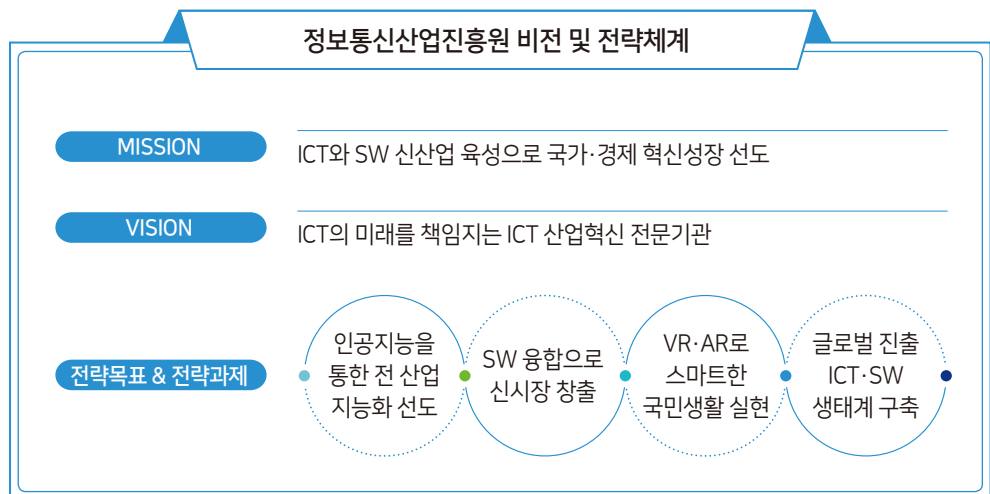 정보통신산업진흥원 비전 및 전략체계
MISSION
ICT와 SW 신산업 육성으로 국가·경제 혁신성장 선도
VISION
ICT의 미래를 책임지는 ICT 산업혁신 전문기관
전략목표 & 전략과제
인공지능을
통한 전 산업
지능화 선도
SW 융합으로
신시장 창출
VR·AR로
스마트한
국민생활 실현
글로벌 진출
ICT·SW
생태계 구축